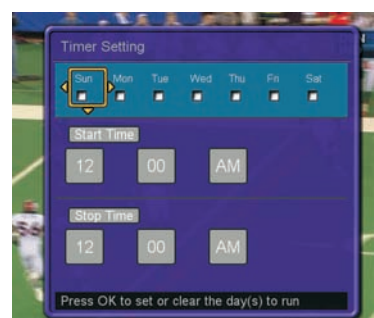 Timer Setting
Sun Mon Tue Wed Thu Fri Sat
Start Time
12 00 AM
Stop Time
12 00 AM
Press OK to set or clear the day(s) to run